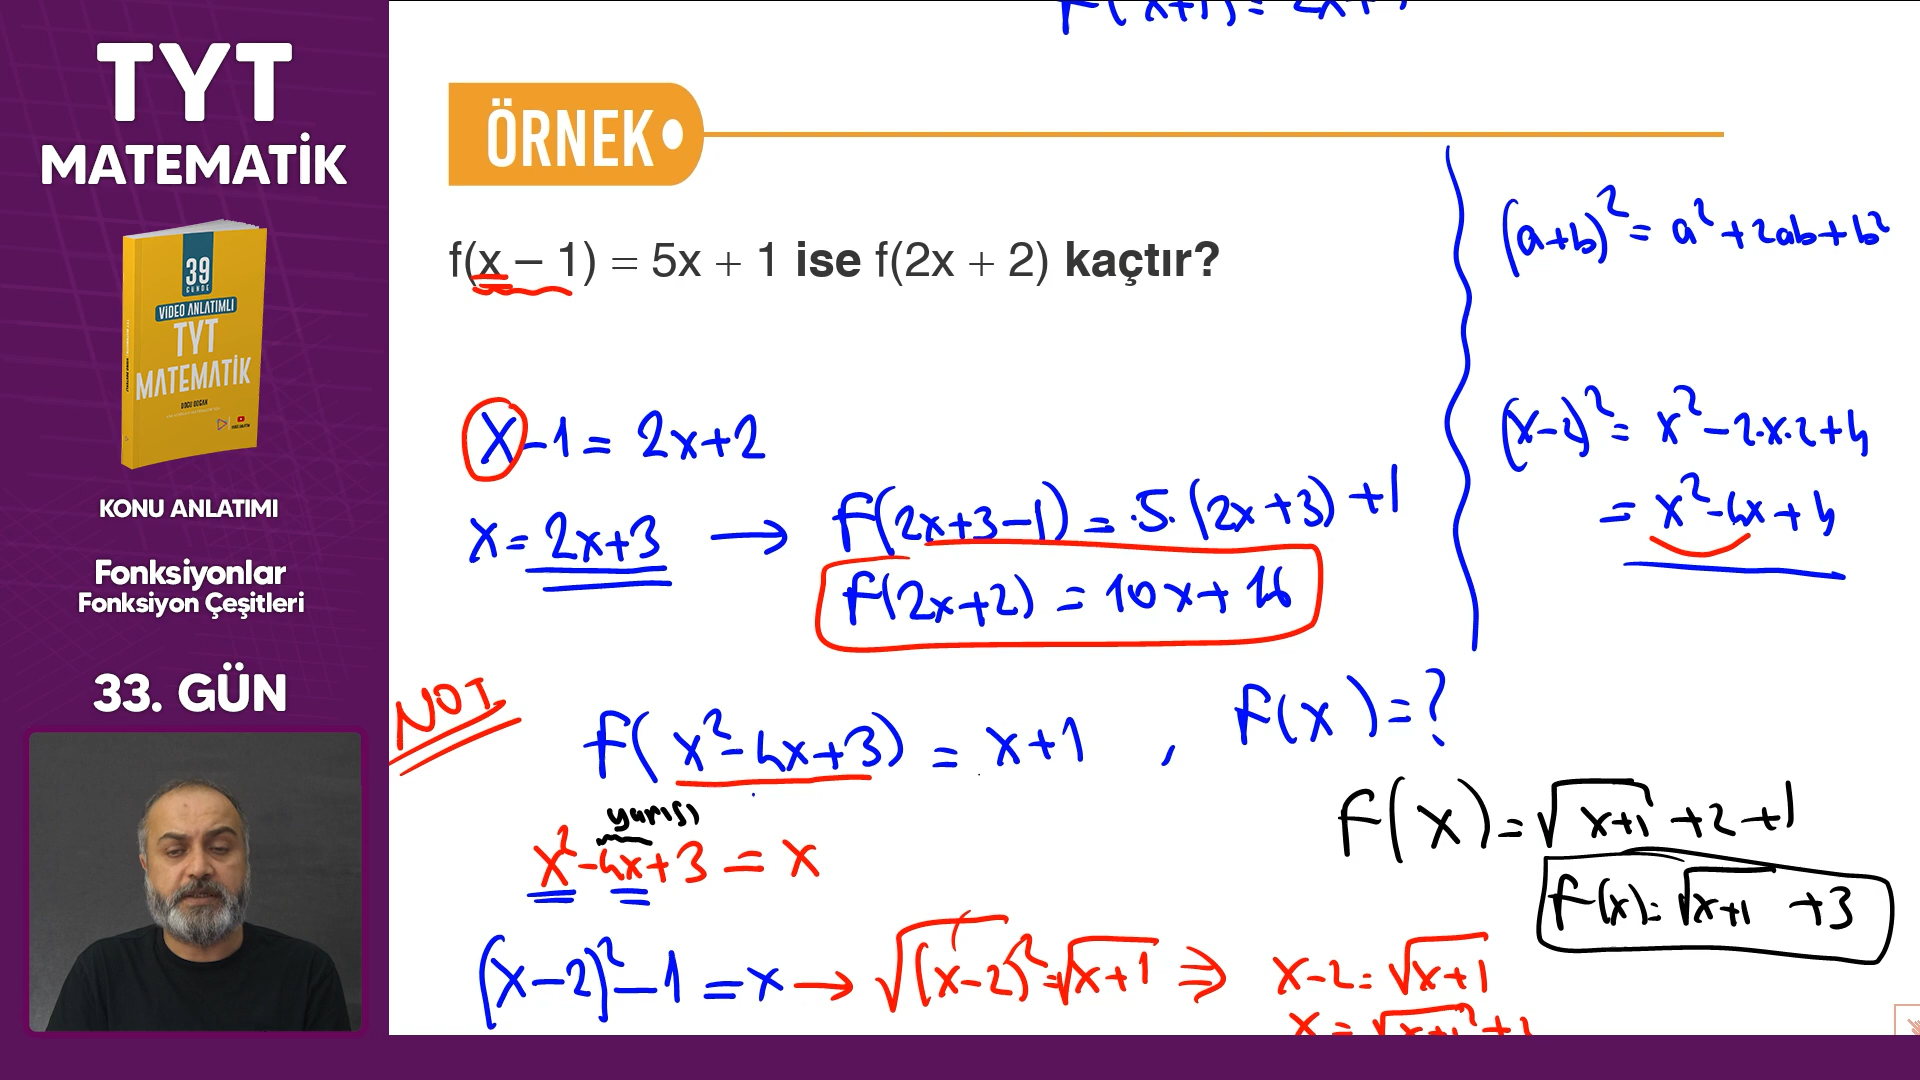 TYT
MATEMATİK
39
GÜNDE
VİDEO ANLATIMLI
TYT
MATEMATİK
KONU ANLATIMI
Fonksiyonlar
Fonksiyon Çeşitleri
33. GÜN
ÖRNEK
f(x − 1) = 5x + 1 ise f(2x + 2) kaçtır?
x-1 = 2x+2
x = 2x+3 → f(2x+3-1) = 5.(2x+3)+1
f(2x+2) = 10x+16
(a+b)² = a²+2ab+b²
(x-2)² = x²-2.x.2+4
= x²-4x+4
NOT
f(x²-4x+3) = x+1 , f(x)=?
yarısı
x²-4x+3 = x
(x-2)²-1 = x → √(x-2)² = √x+1 ⇒ x-2 = √x+1
f(x) = √x+1 +2+1
f(x) = √x+1 +3